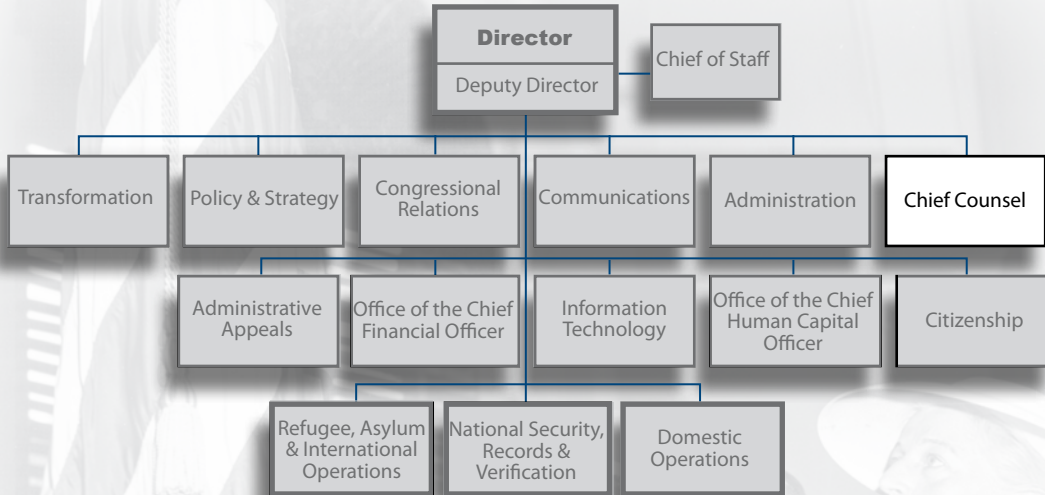 Director
Deputy Director
Chief of Staff
Transformation
Policy & Strategy
Congressional
Relations
Communications
Administration
Chief Counsel
Administrative
Appeals
Office of the Chief
Financial Officer
Information
Technology
Office of the Chief
Human Capital
Officer
Citizenship
Refugee, Asylum
& International
Operations
National Security,
Records &
Verification
Domestic
Operations